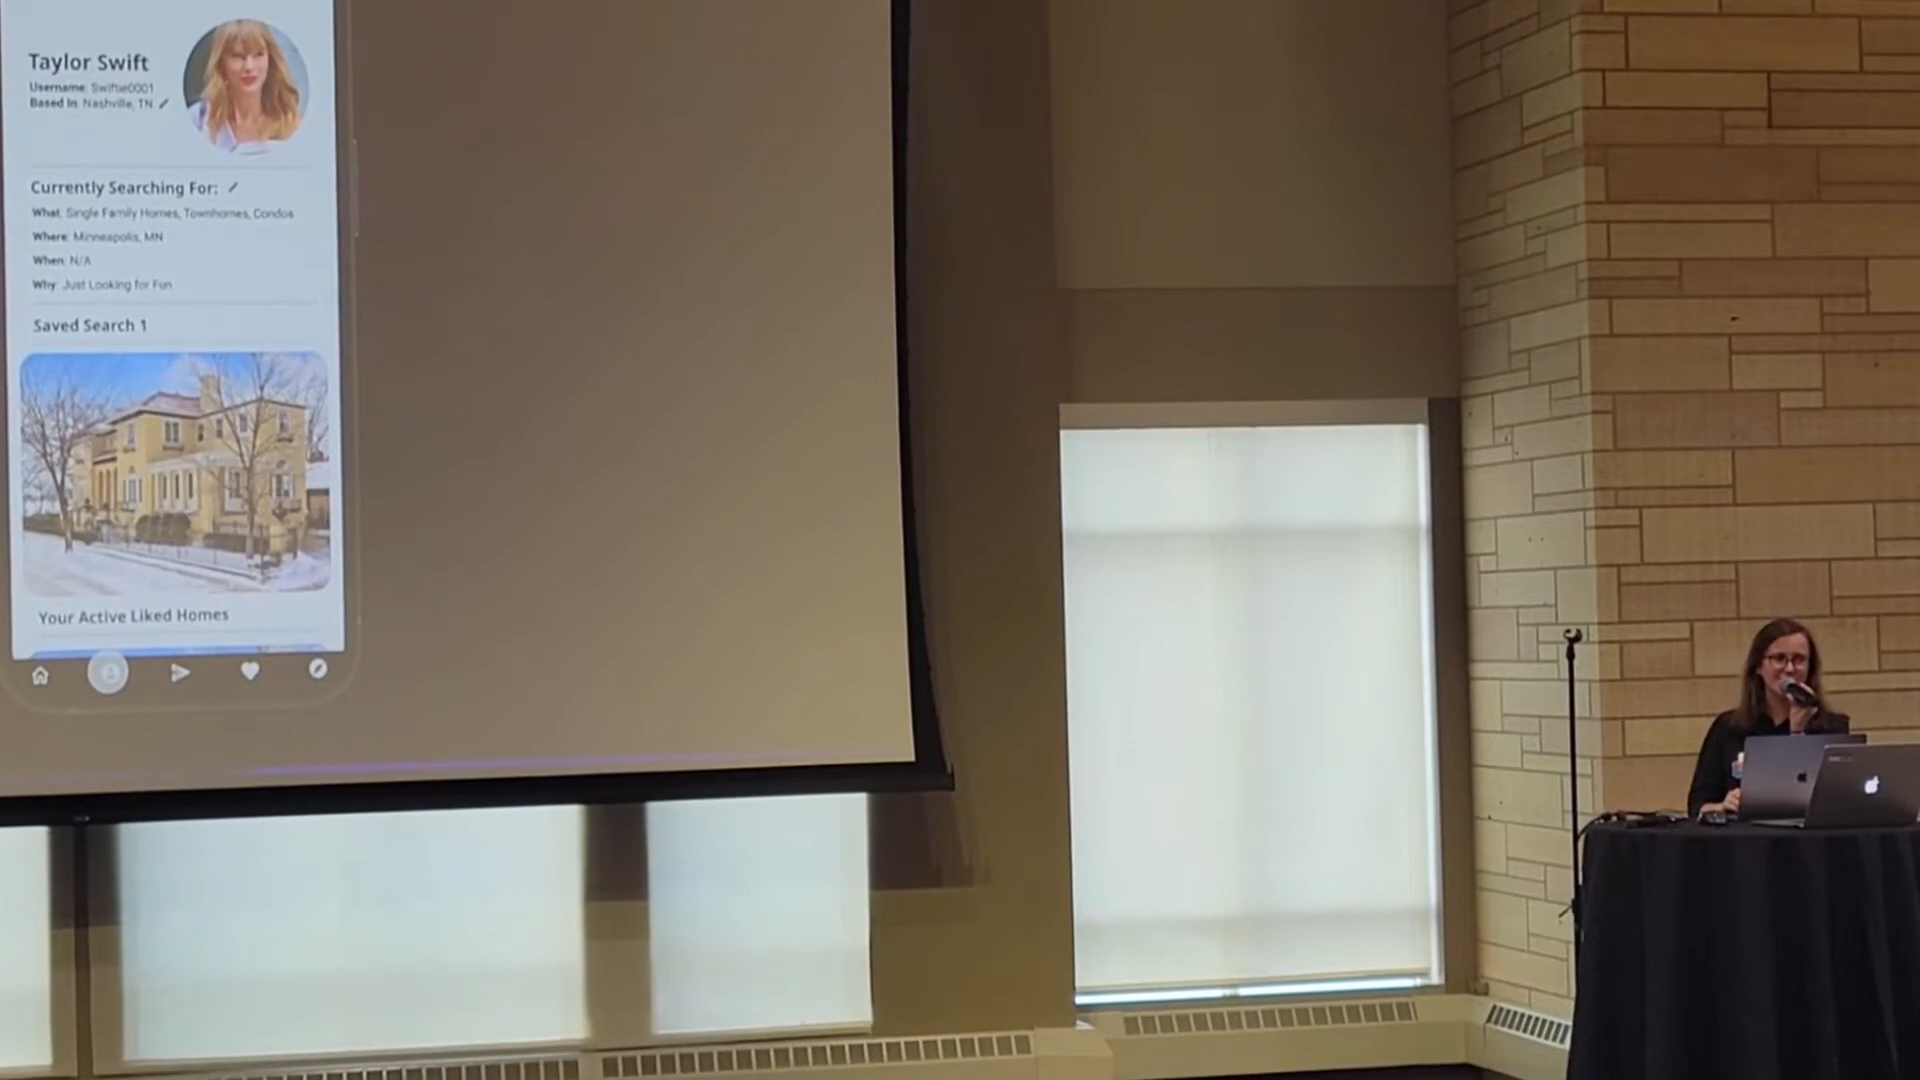 Taylor Swift
Username: Swiftie0001
Based In: Nashville, TN
Currently Searching For:
What: Single Family Homes, Townhomes, Condos
Where: Minneapolis, MN
When: N/A
Why: Just Looking for Fun
Saved Search 1
Your Active Liked Homes